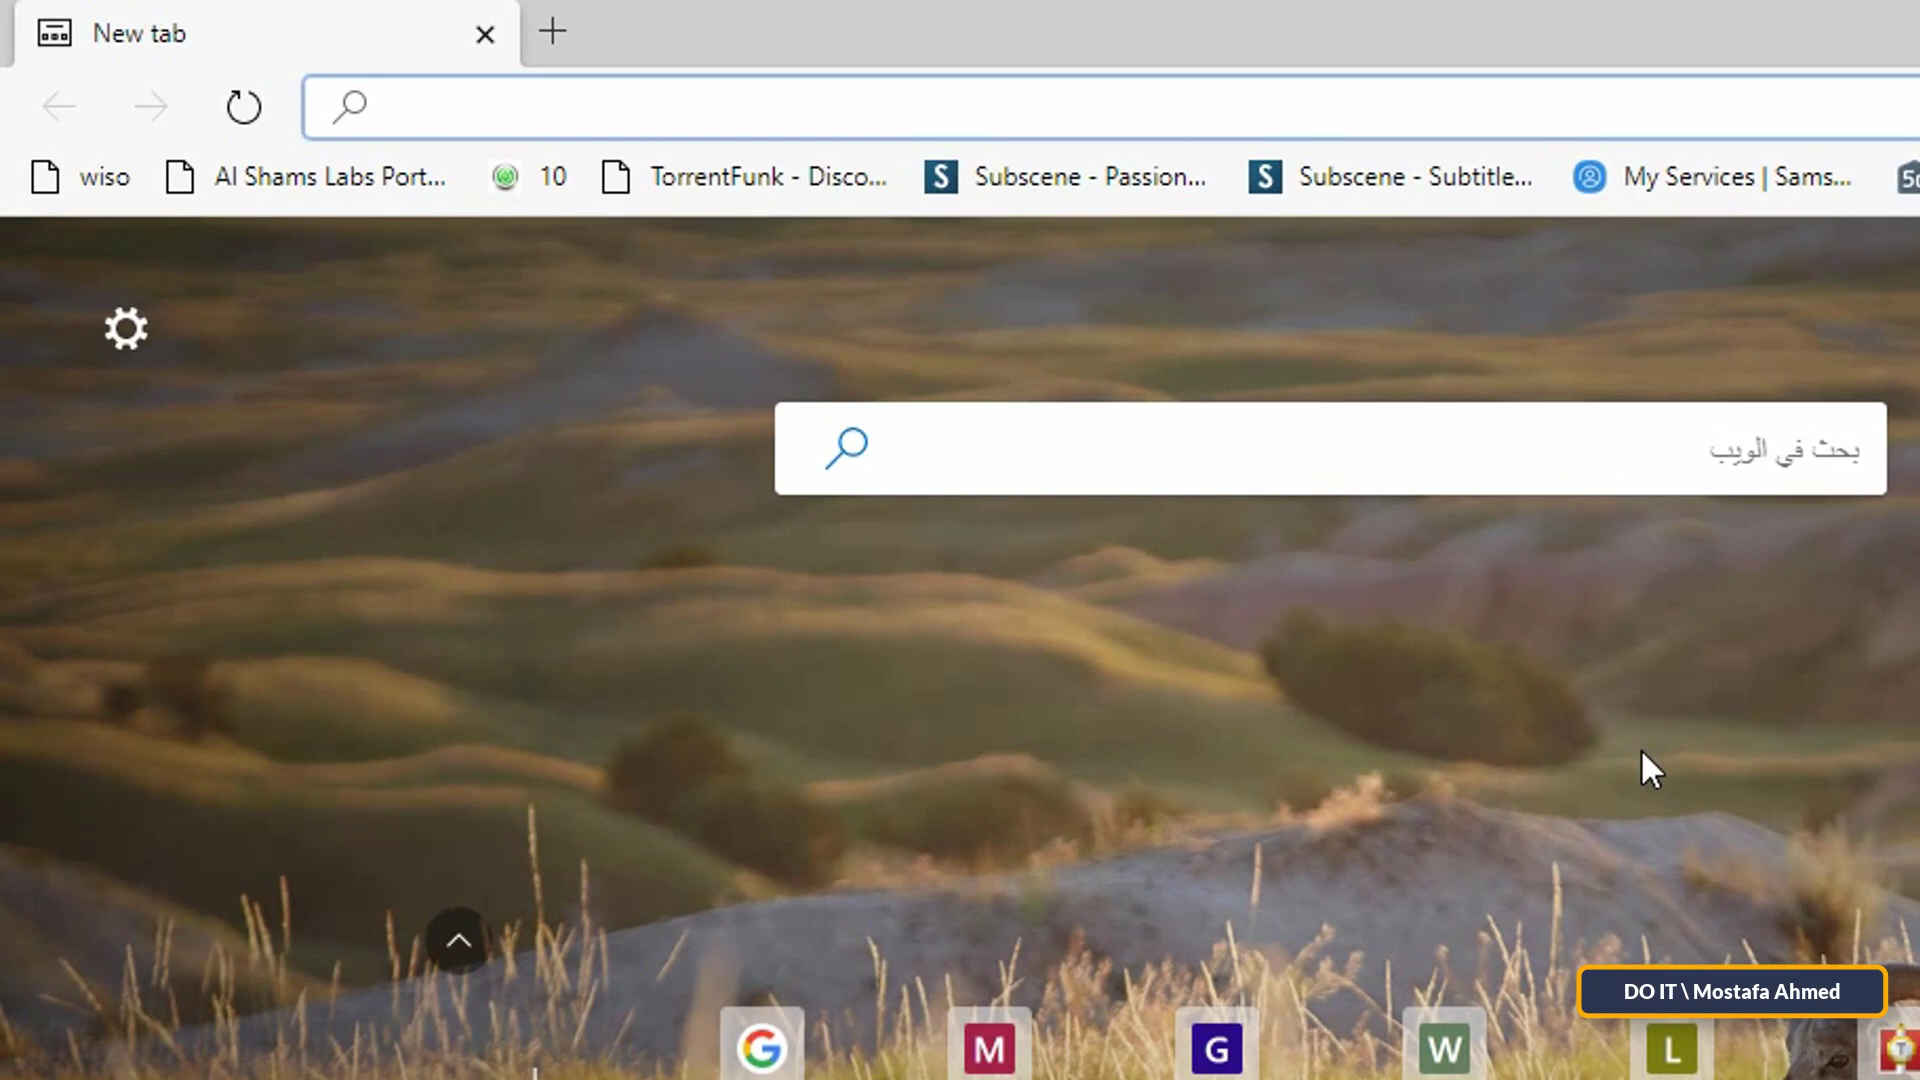 New tab
wiso
Al Shams Labs Port...
10
TorrentFunk - Disco...
S
Subscene - Passion...
S
Subscene - Subtitle...
My Services | Sams...
بحث في الويب
DO IT \ Mostafa Ahmed
G
M
G
W
L
T